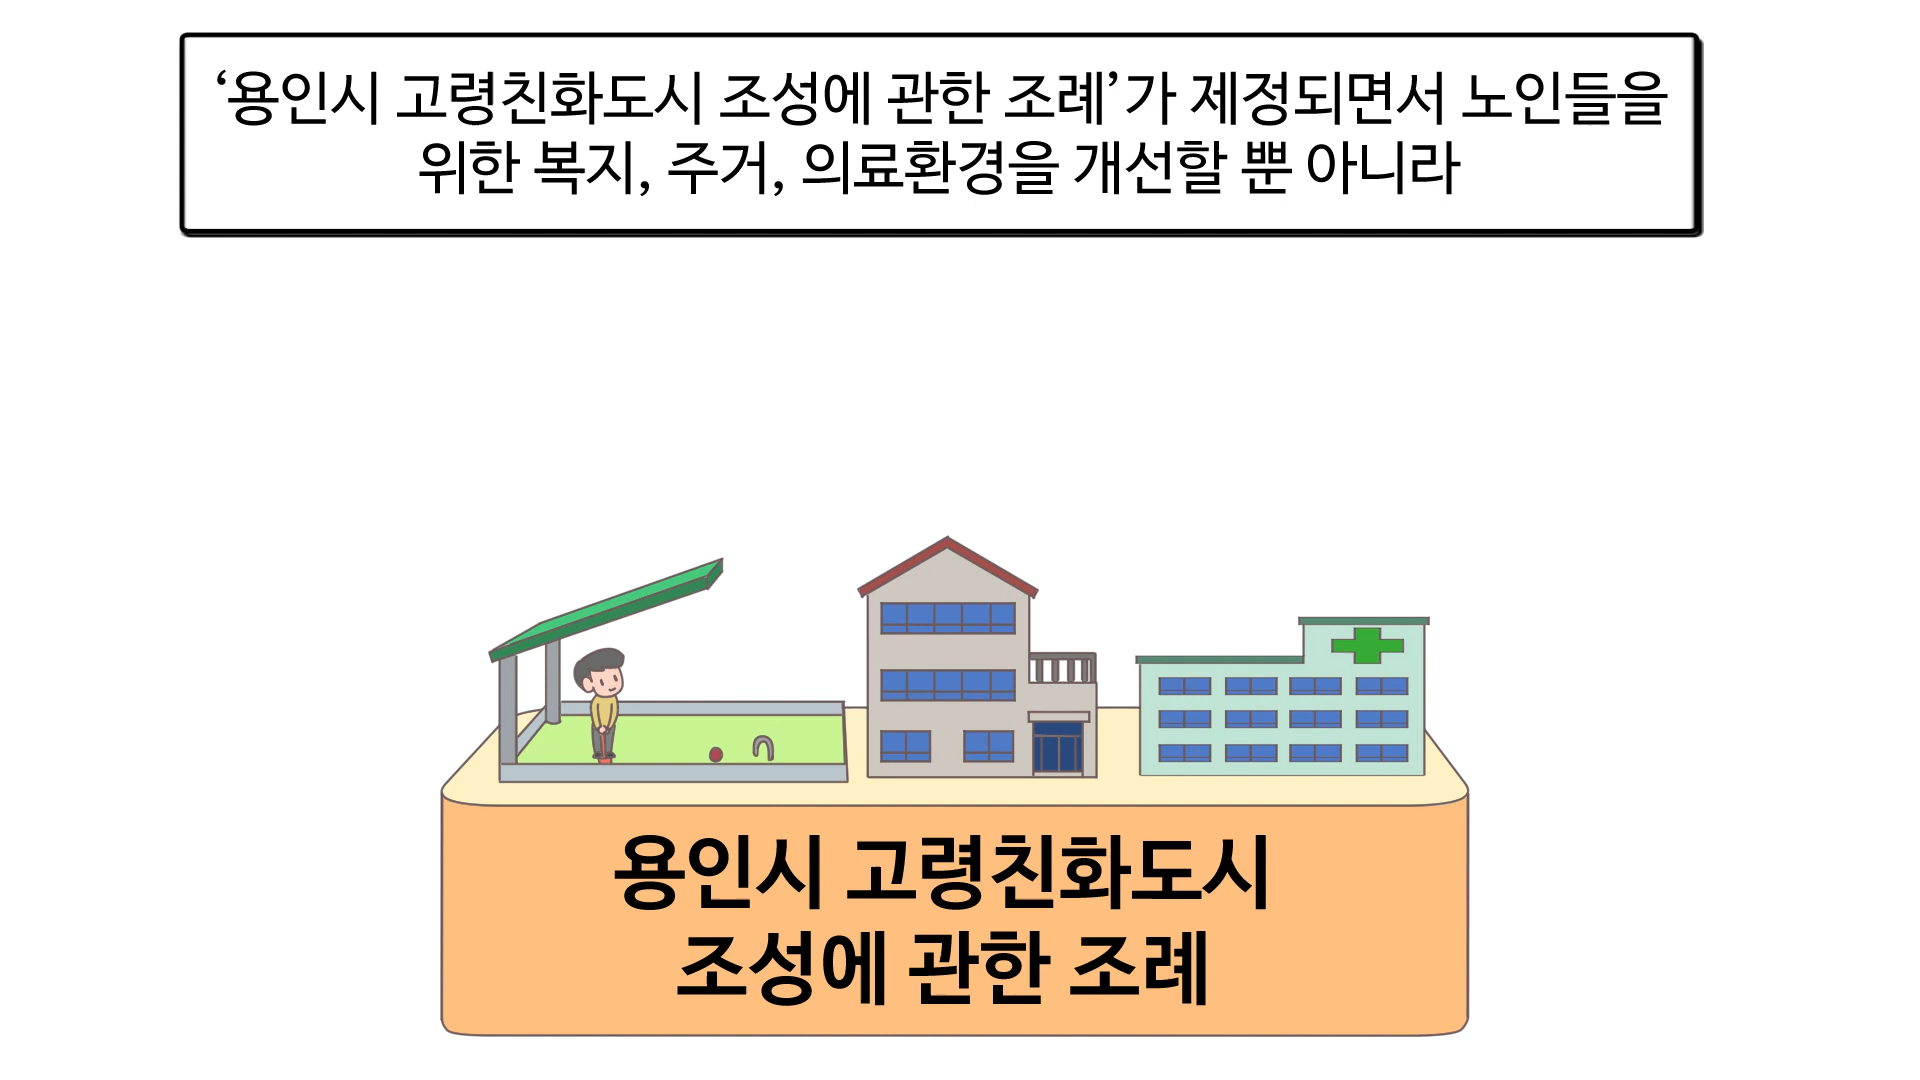 ‘용인시 고령친화도시 조성에 관한 조례’가 제정되면서 노인들을
위한 복지, 주거, 의료환경을 개선할 뿐 아니라
용인시 고령친화도시
조성에 관한 조례